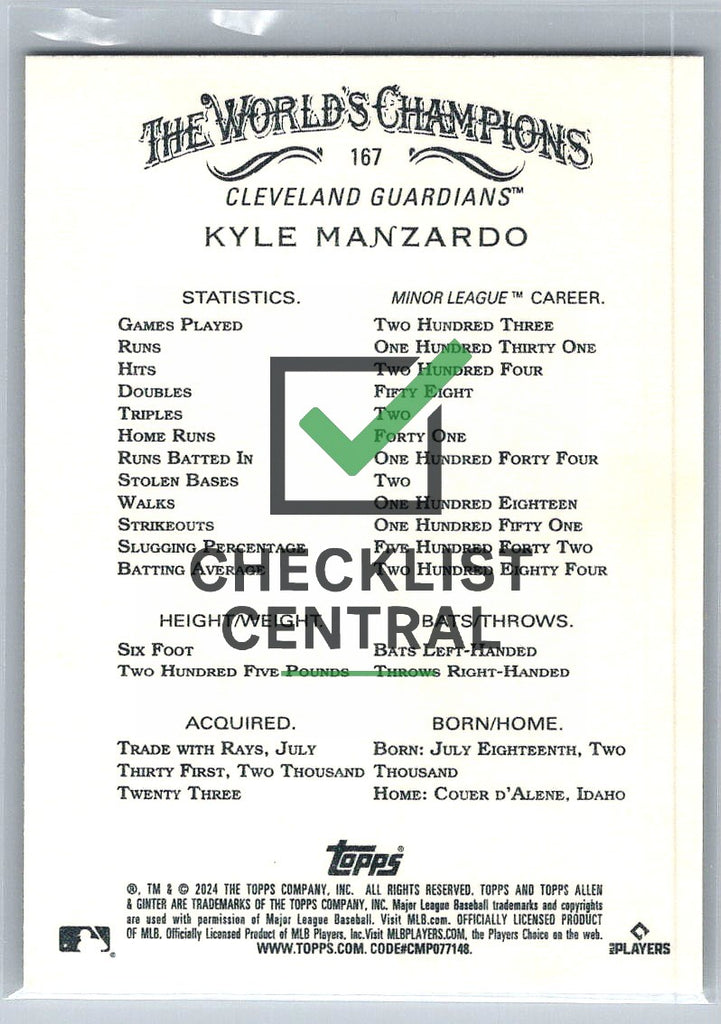 THE WORLD'S CHAMPIONS
167
CLEVELAND GUARDIANS™
KYLE MANZARDO
STATISTICS. MINOR LEAGUE™ CAREER.
GAMES PLAYED TWO HUNDRED THREE
RUNS ONE HUNDRED THIRTY ONE
HITS TWO HUNDRED FOUR
DOUBLES FIFTY EIGHT
TRIPLES TWO
HOME RUNS FORTY ONE
RUNS BATTED IN ONE HUNDRED FORTY FOUR
STOLEN BASES TWO
WALKS ONE HUNDRED EIGHTEEN
STRIKEOUTS ONE HUNDRED FIFTY ONE
SLUGGING PERCENTAGE FIVE HUNDRED FORTY TWO
BATTING AVERAGE TWO HUNDRED EIGHTY FOUR
CHECKLIST
CENTRAL
HEIGHT/WEIGHT. BATS/THROWS.
SIX FOOT BATS LEFT-HANDED
TWO HUNDRED FIVE POUNDS THROWS RIGHT-HANDED
ACQUIRED. BORN/HOME.
TRADE WITH RAYS, JULY BORN: JULY EIGHTEENTH, TWO
THIRTY FIRST, TWO THOUSAND THOUSAND
TWENTY THREE HOME: COUER D'ALENE, IDAHO
topps®
®, TM & © 2024 THE TOPPS COMPANY, INC. ALL RIGHTS RESERVED. TOPPS AND TOPPS ALLEN
& GINTER ARE TRADEMARKS OF THE TOPPS COMPANY, INC. Major League Baseball trademarks and copyrights
are used with permission of Major League Baseball. Visit MLB.com. OFFICIALLY LICENSED PRODUCT
OF MLB. Officially Licensed Product of MLB Players, Inc.Visit MLBPLAYERS.COM, the Players Choice on the web.
WWW.TOPPS.COM. CODE#CMP077148.
MLB PLAYERS